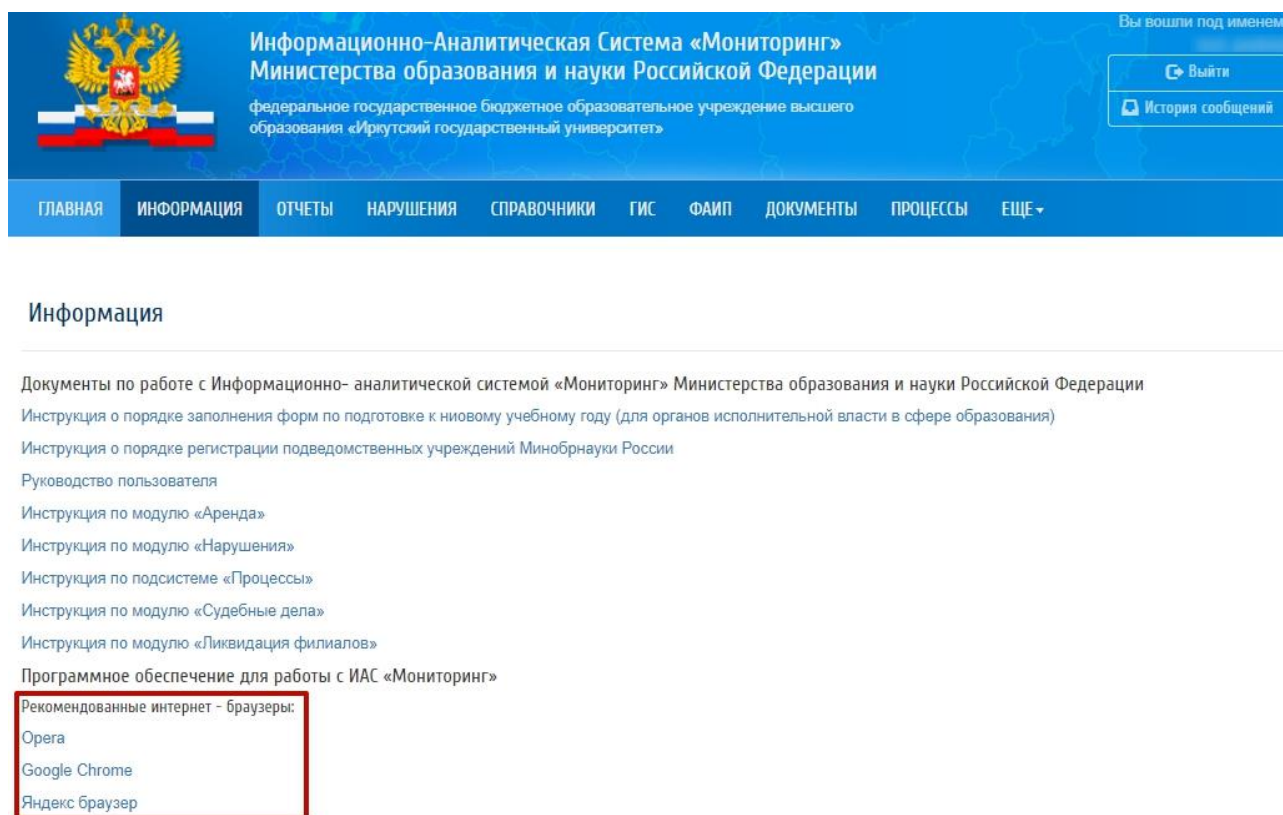 Вы вошли под именем
Информационно-Аналитическая Система «Мониторинг»
Министерства образования и науки Российской Федерации
федеральное государственное бюджетное образовательное учреждение высшего
образования «Иркутский государственный университет»
Выйти
История сообщений
ГЛАВНАЯ ИНФОРМАЦИЯ ОТЧЕТЫ НАРУШЕНИЯ СПРАВОЧНИКИ ГИС ФАИП ДОКУМЕНТЫ ПРОЦЕССЫ ЕЩЕ
Информация
Документы по работе с Информационно- аналитической системой «Мониторинг» Министерства образования и науки Российской Федерации
Инструкция о порядке заполнения форм по подготовке к ниовому учебному году (для органов исполнительной власти в сфере образования)
Инструкция о порядке регистрации подведомственных учреждений Минобрнауки России
Руководство пользователя
Инструкция по модулю «Аренда»
Инструкция по модулю «Нарушения»
Инструкция по подсистеме «Процессы»
Инструкция по модулю «Судебные дела»
Инструкция по модулю «Ликвидация филиалов»
Программное обеспечение для работы с ИАС «Мониторинг»
Рекомендованные интернет - браузеры:
Opera
Google Chrome
Яндекс браузер